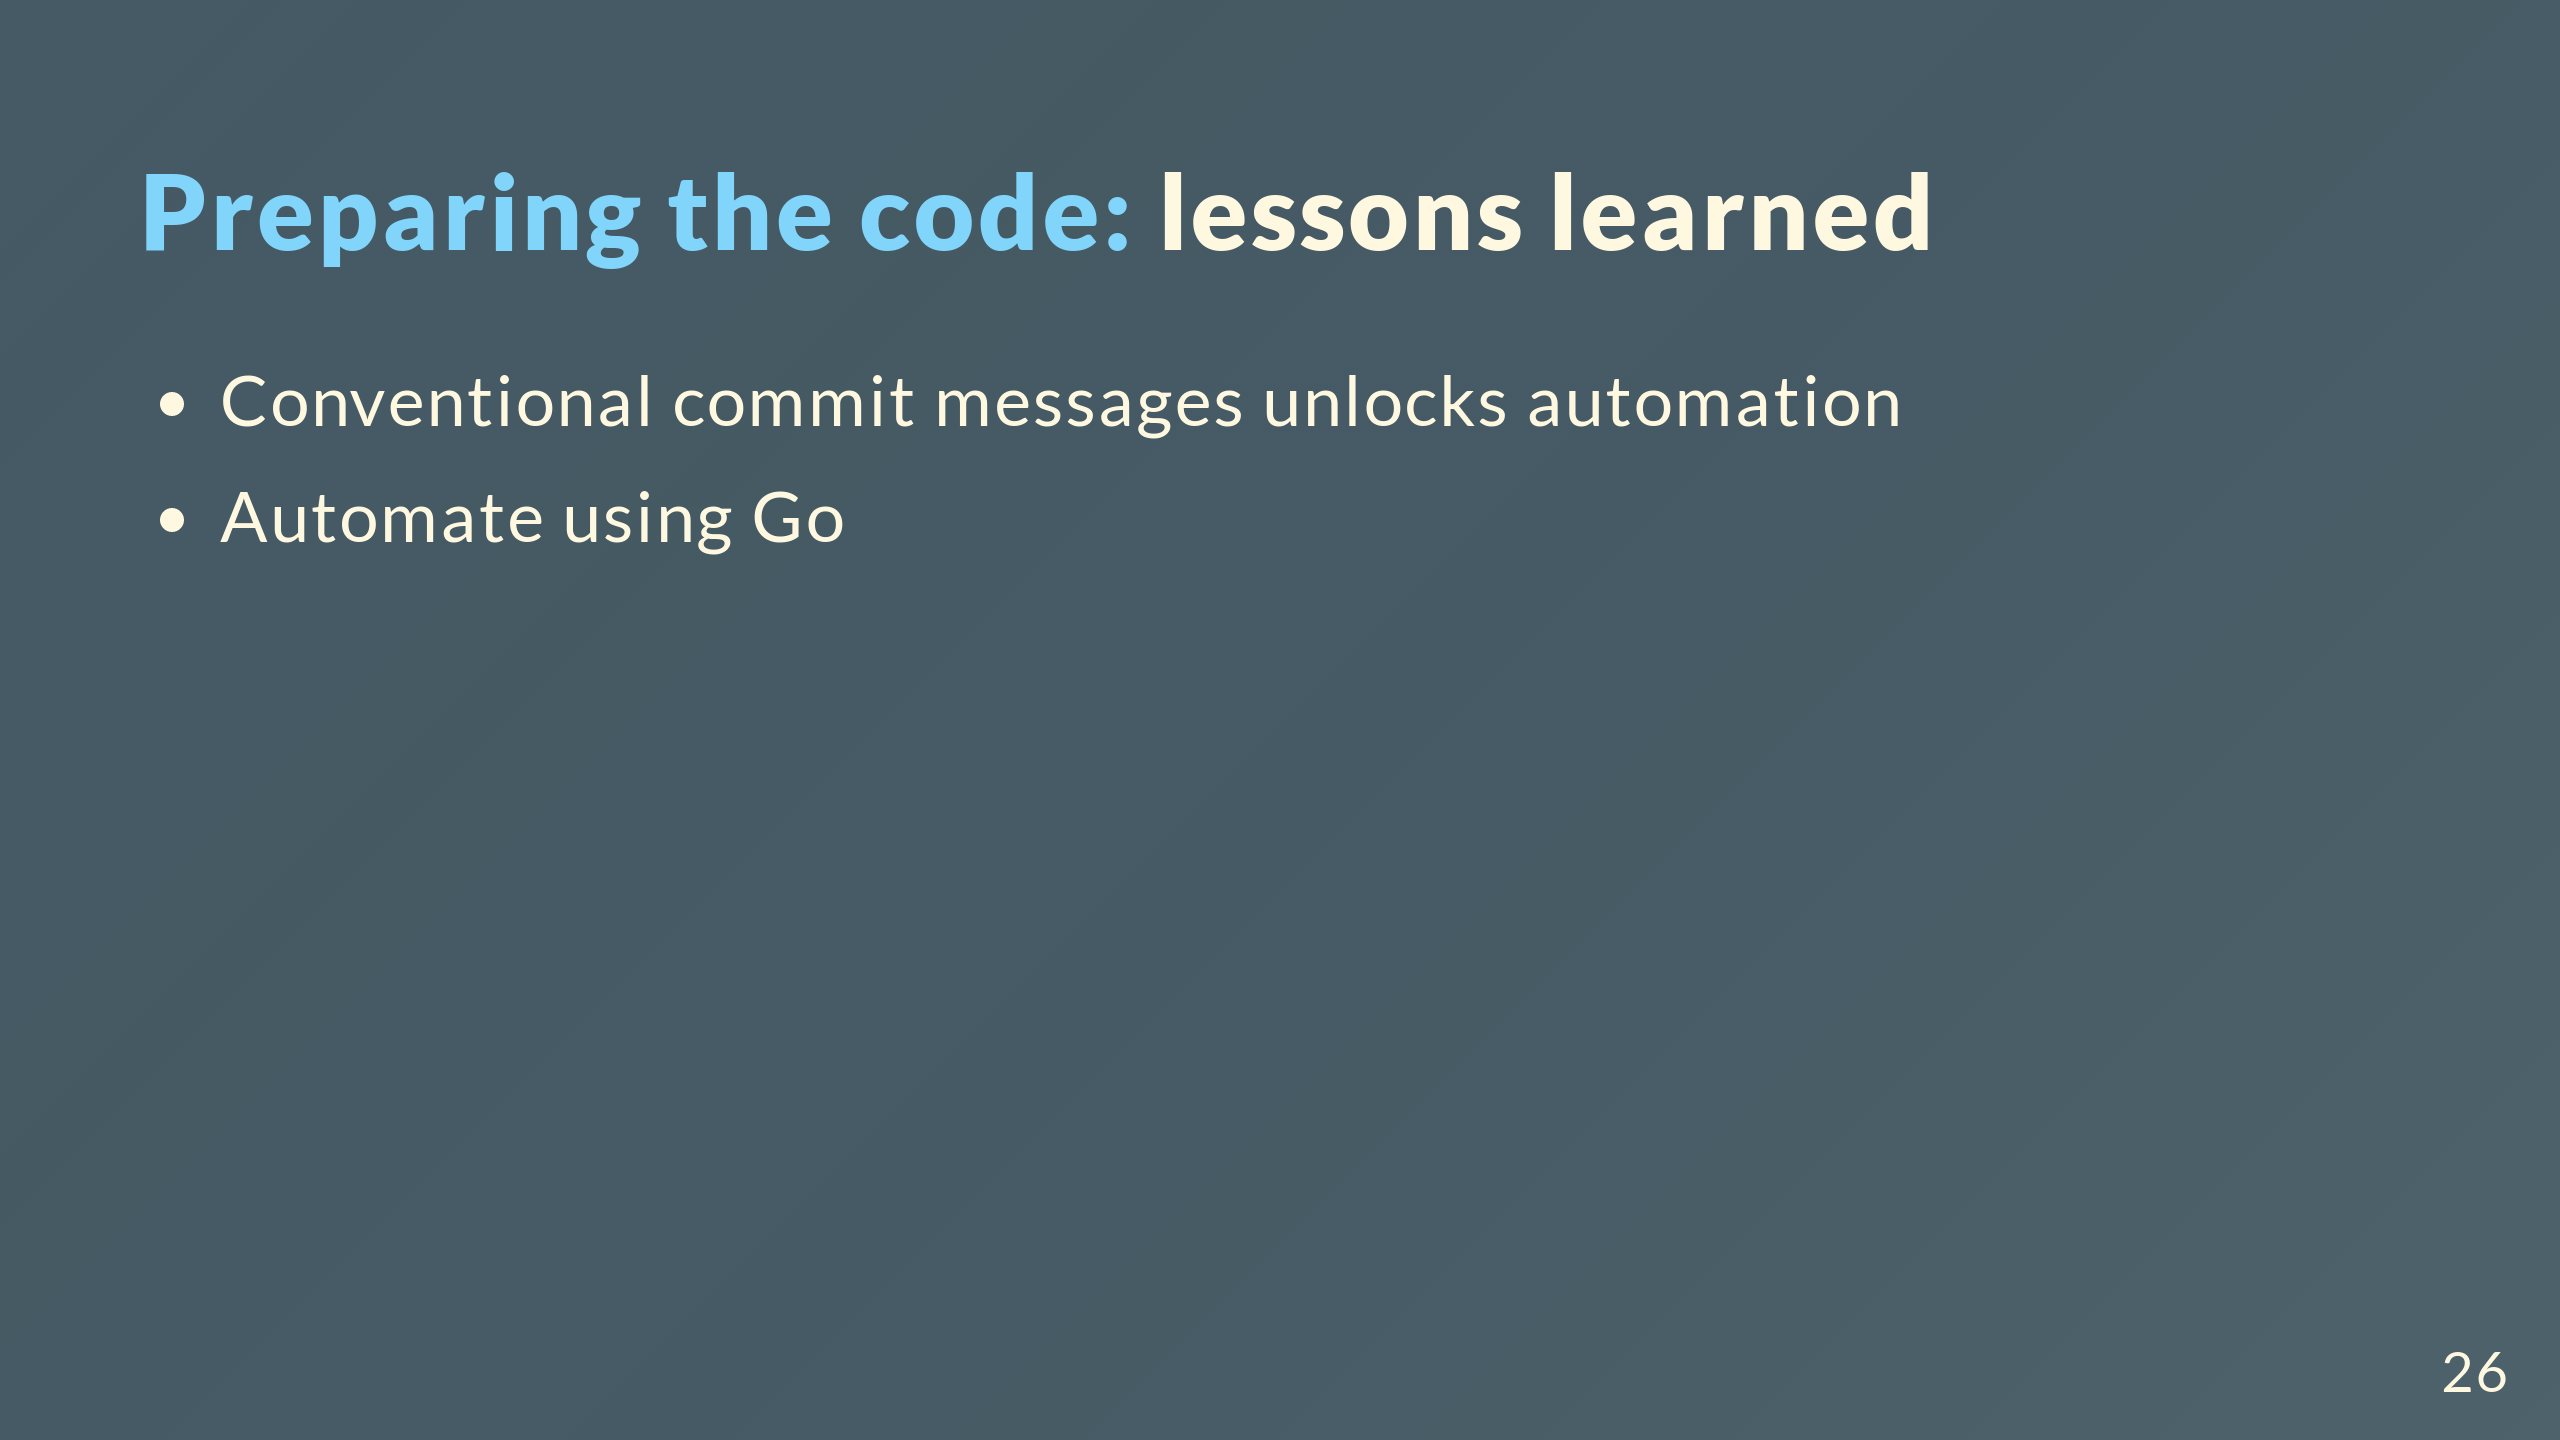 Preparing the code: lessons learned
• Conventional commit messages unlocks automation
• Automate using Go
26